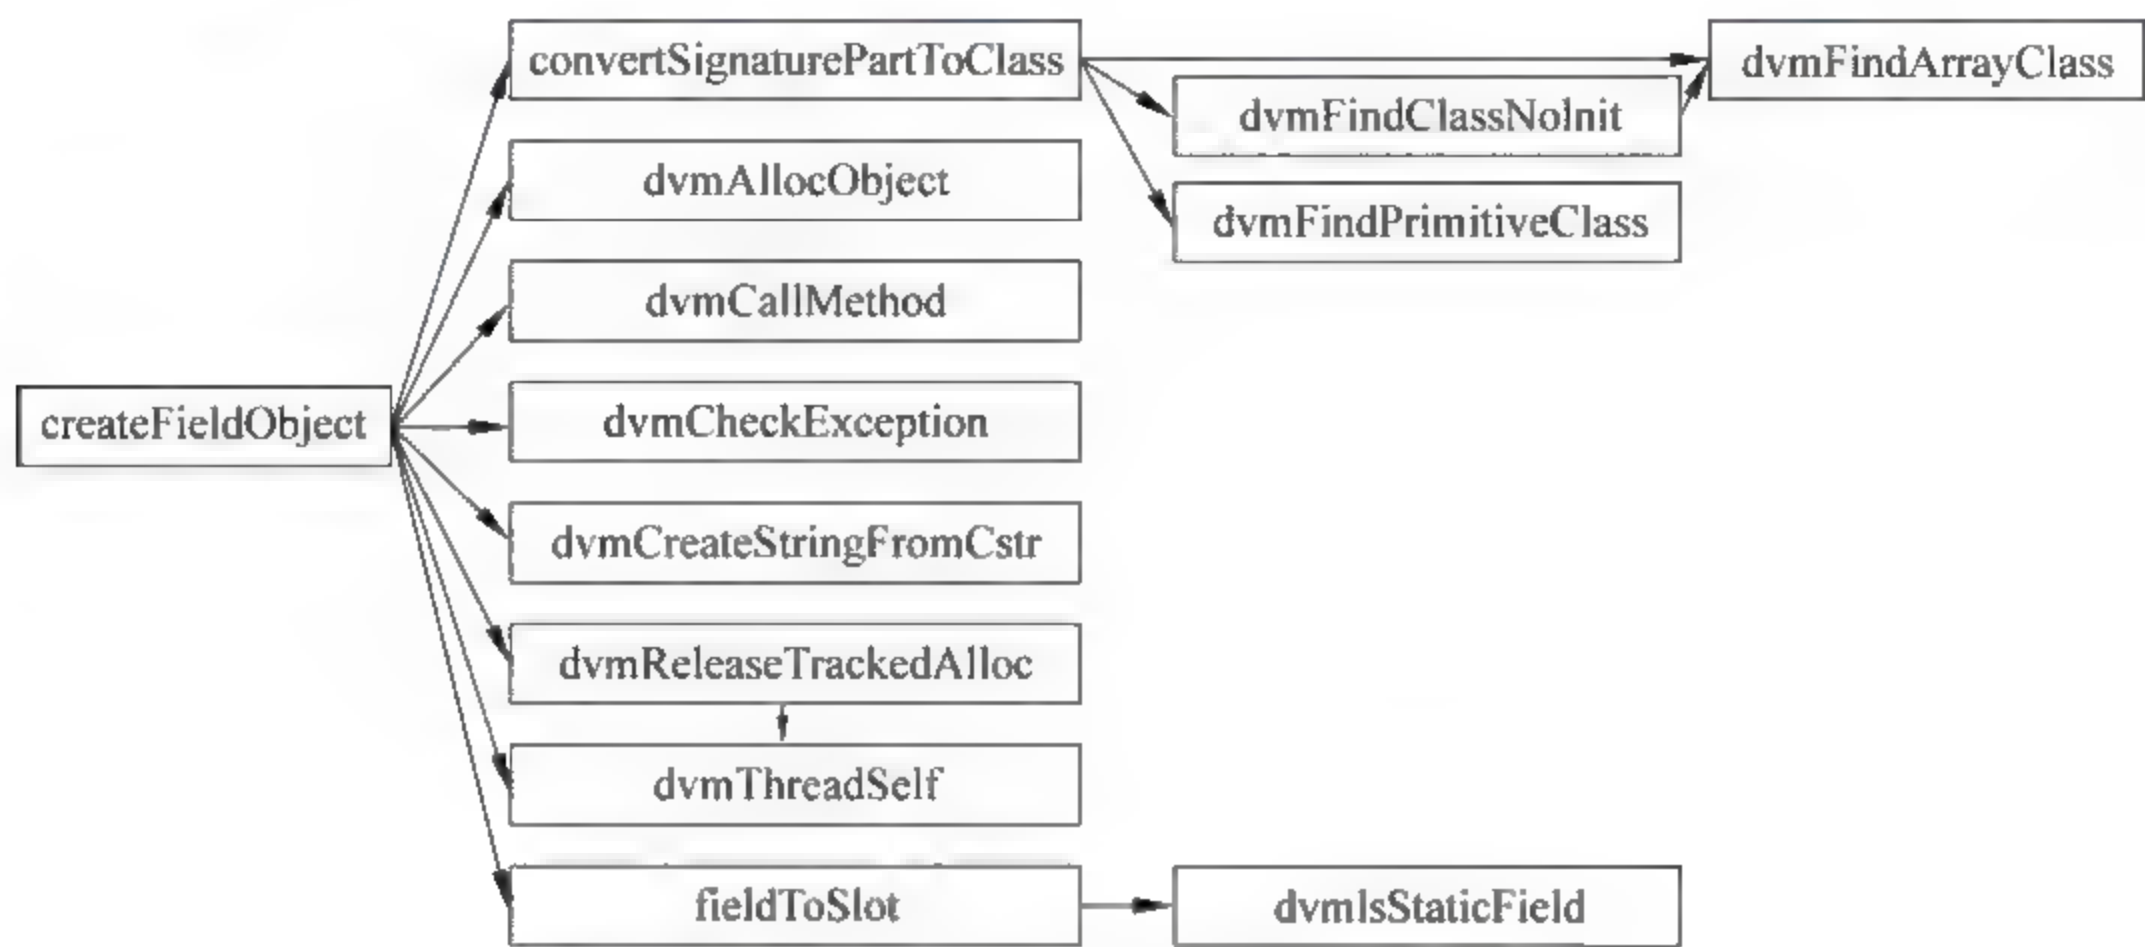 convertSignaturePartToClass
dvmFindArrayClass
dvmFindClassNoInit
dvmAllocObject
dvmFindPrimitiveClass
dvmCallMethod
createFieldObject
dvmCheckException
dvmCreateStringFromCstr
dvmReleaseTrackedAlloc
dvmThreadSelf
fieldToSlot
dvmIsStaticField